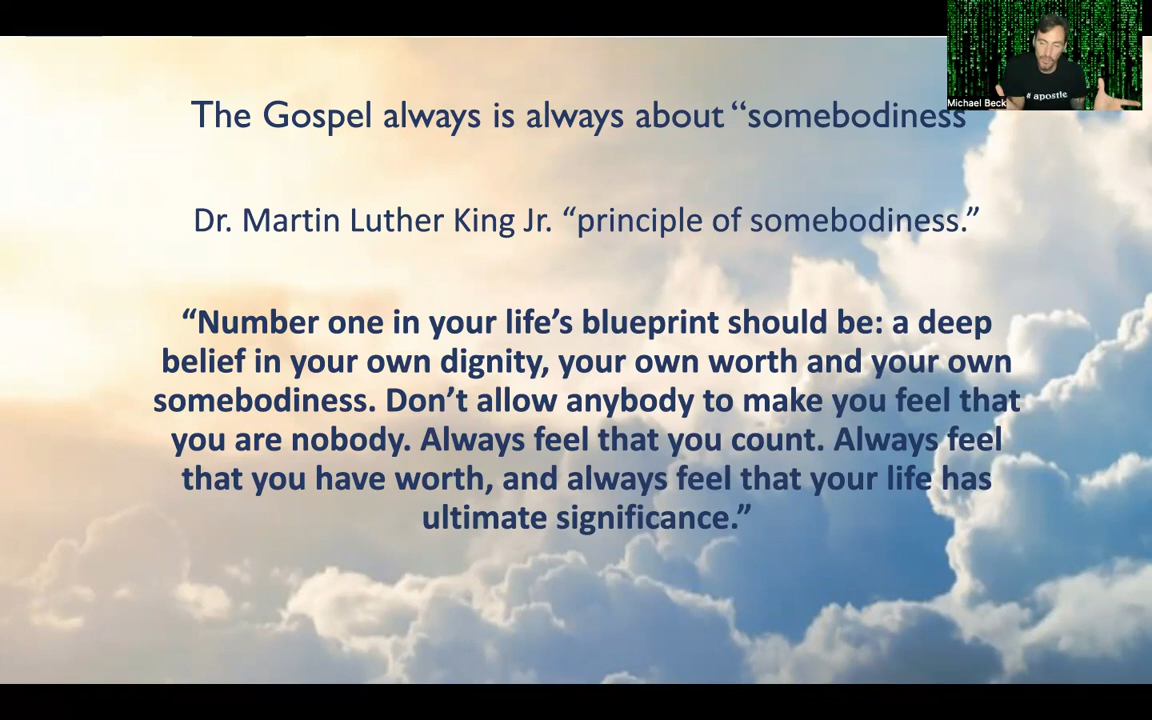 The Gospel always is always about “somebodiness
Dr. Martin Luther King Jr. “principle of somebodiness.”
“Number one in your life’s blueprint should be: a deep
belief in your own dignity, your own worth and your own
somebodiness. Don’t allow anybody to make you feel that
you are nobody. Always feel that you count. Always feel
that you have worth, and always feel that your life has
ultimate significance.”
# apostle
Michael Beck